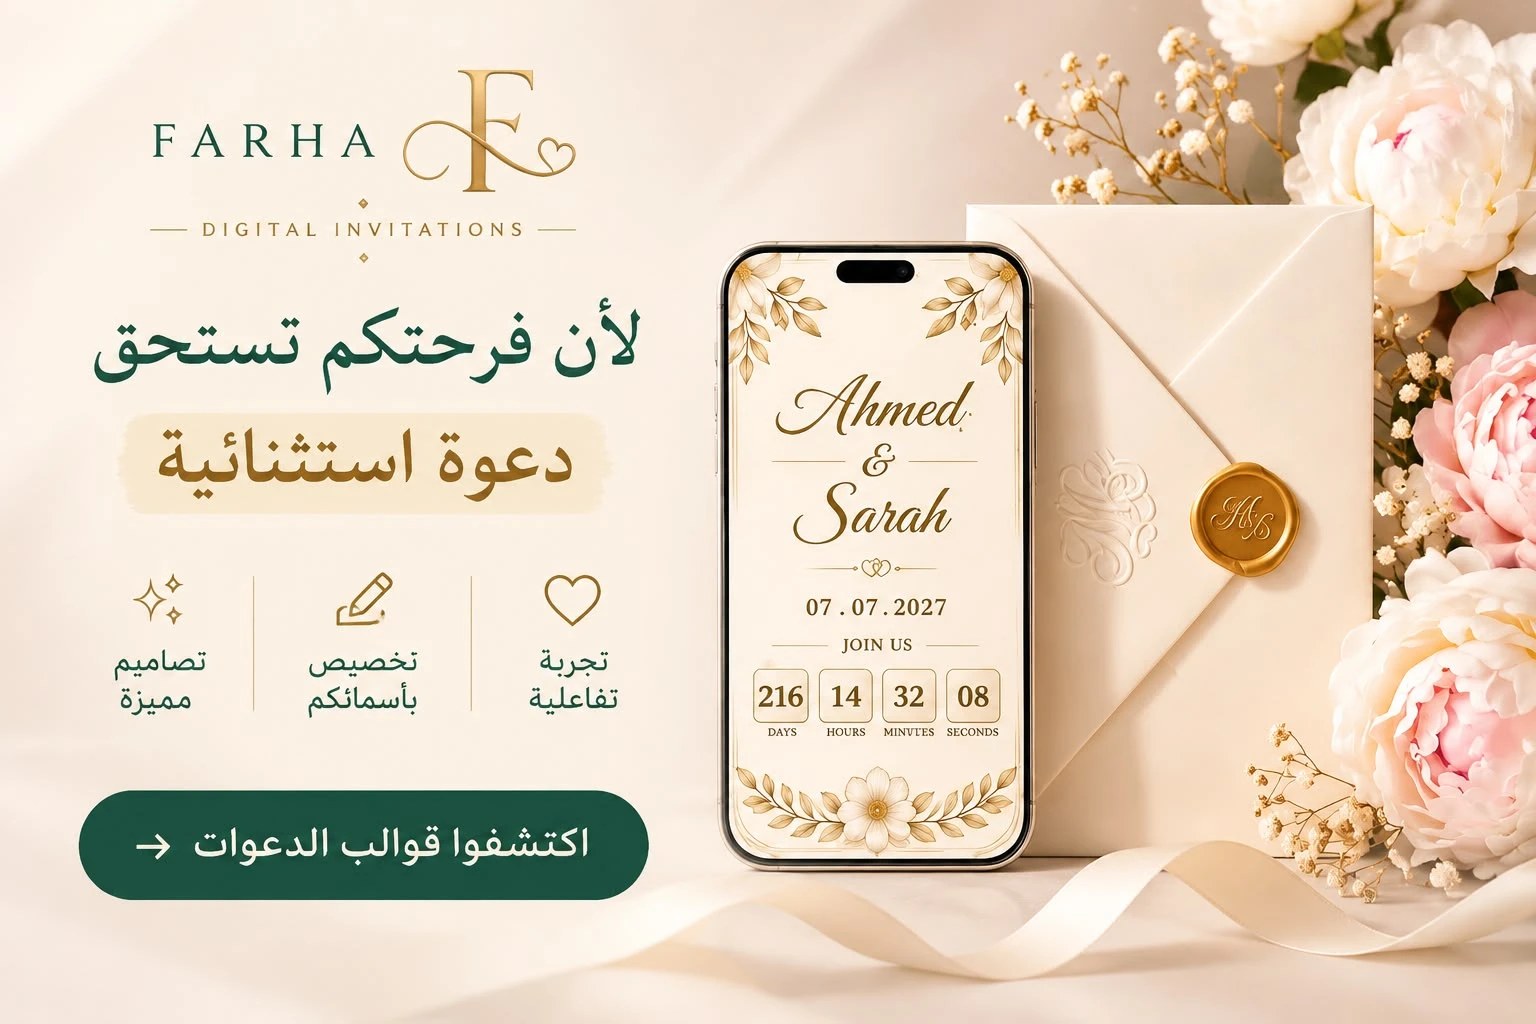 FARHA
DIGITAL INVITATIONS
لأن فرحتكم تستحق
دعوة استثنائية
تجربة
تفاعلية
تخصيص
بأسمائكم
تصاميم
مميزة
اكتشفوا قوالب الدعوات →
Ahmed
&
Sarah
07 . 07 . 2027
JOIN US
216 14 32 08
DAYS HOURS MINUTES SECONDS